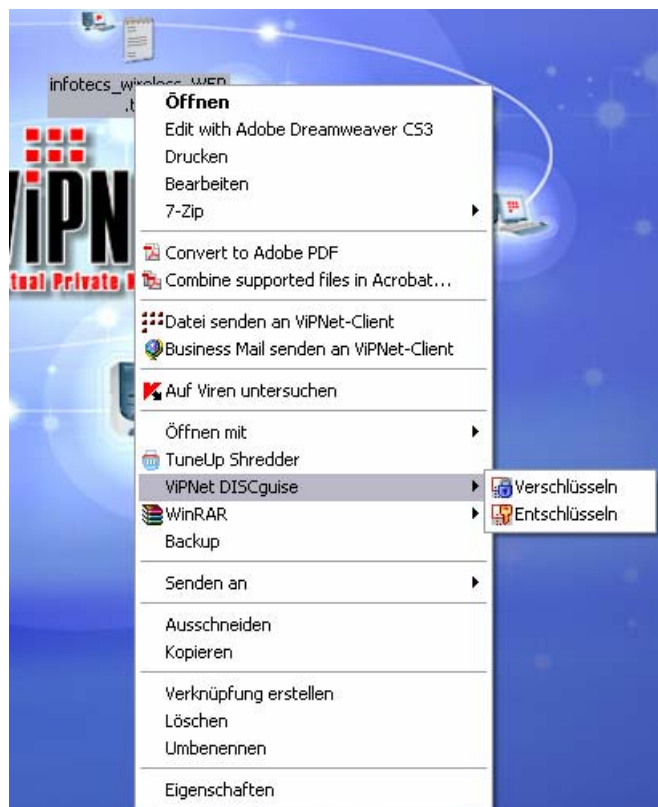 infotecs_wireless_WEP
.t
ViPN
tual Private
Öffnen
Edit with Adobe Dreamweaver CS3
Drucken
Bearbeiten
7-Zip
Convert to Adobe PDF
Combine supported files in Acrobat...
Datei senden an ViPNet-Client
Business Mail senden an ViPNet-Client
Auf Viren untersuchen
Öffnen mit
TuneUp Shredder
ViPNet DISCguise
Verschlüsseln
WinRAR
Entschlüsseln
Backup
Senden an
Ausschneiden
Kopieren
Verknüpfung erstellen
Löschen
Umbenennen
Eigenschaften